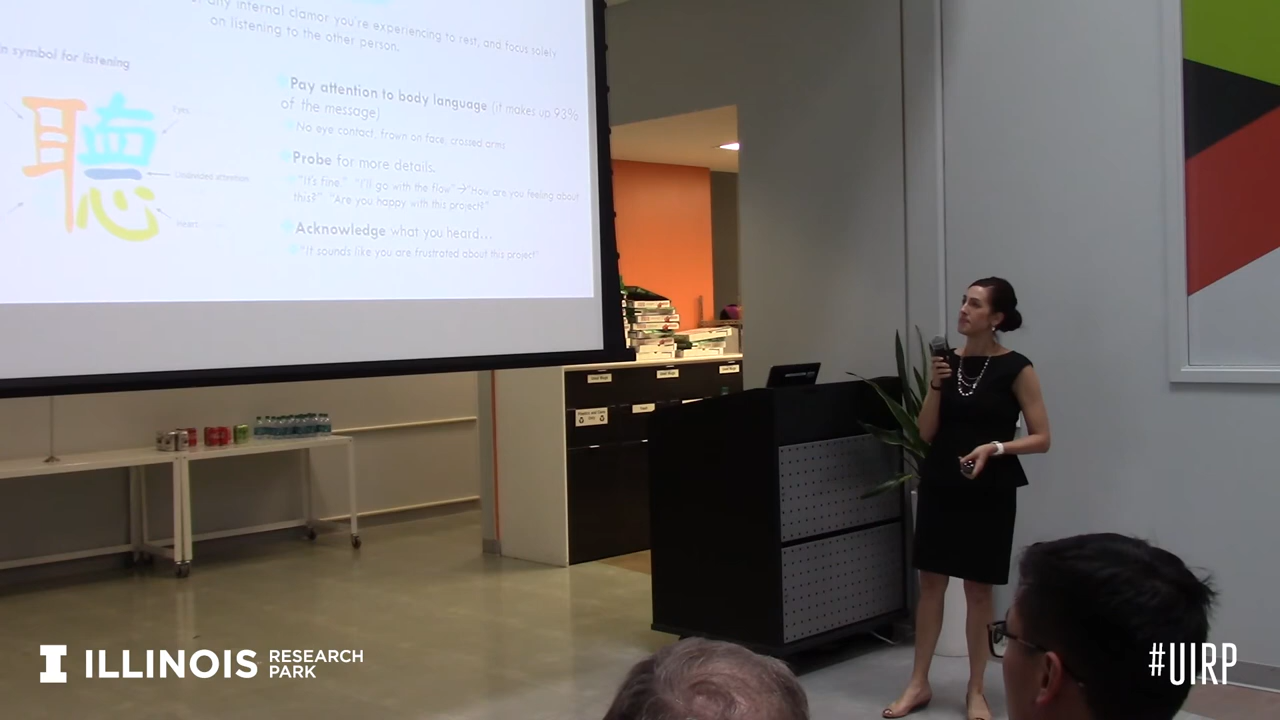 any internal clamor you're experiencing to rest, and focus solely
on listening to the other person.
symbol for listening
聽
Eyes
Undivided attention
Heart
Pay attention to body language (it makes up 93%
of the message)
No eye contact, frown on face, crossed arms
Probe for more details.
"It's fine." "I'll go with the flow" → "How are you feeling about
this?" "Are you happy with this project?"
Acknowledge what you heard...
"It sounds like you are frustrated about this project"
I ILLINOIS RESEARCH
PARK
#UIRP